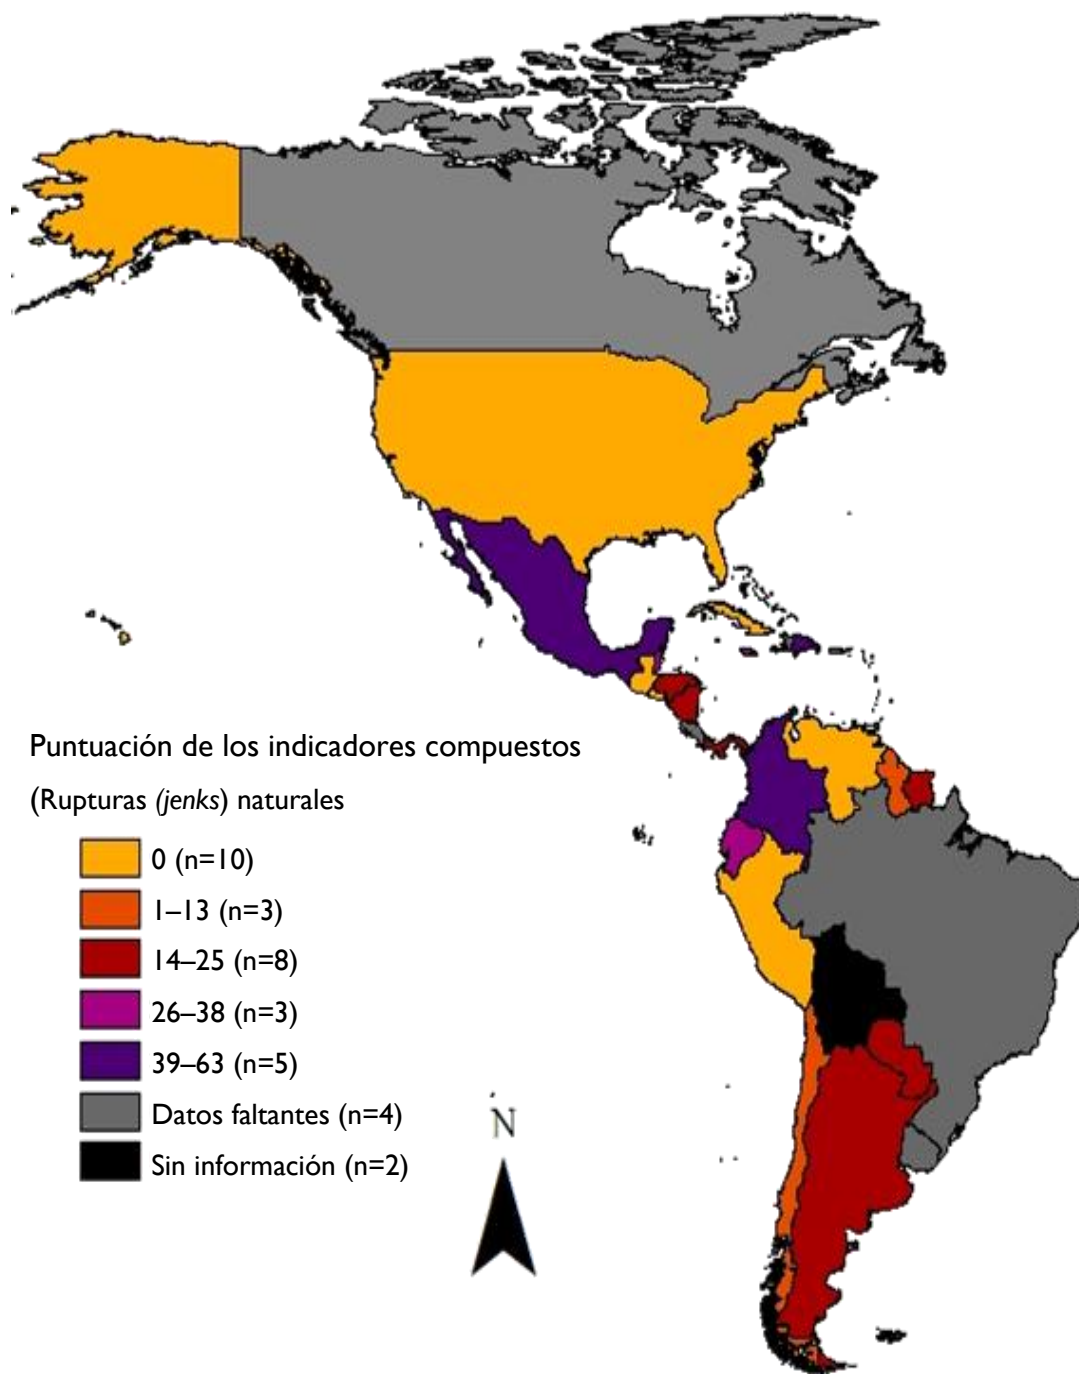 Puntuación de los indicadores compuestos
(Rupturas (jenks) naturales
0 (n=10)
1–13 (n=3)
14–25 (n=8)
26–38 (n=3)
39–63 (n=5)
Datos faltantes (n=4)
Sin información (n=2)
N